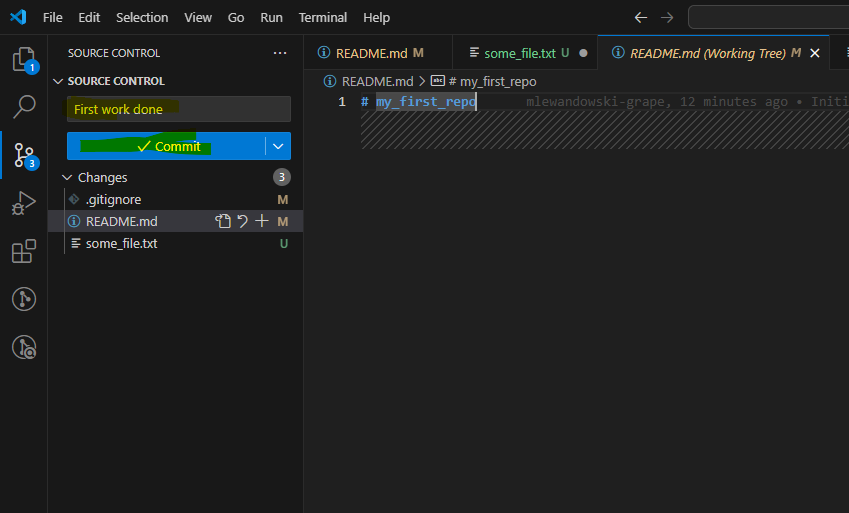 File Edit Selection View Go Run Terminal Help
SOURCE CONTROL ...
README.md M
some_file.txt U
README.md (Working Tree) M
SOURCE CONTROL
README.md > abc # my_first_repo
First work done
1 # my_first_repo mlewandowski-grape, 12 minutes ago • Initi
Commit
Changes 3
.gitignore M
README.md M
some_file.txt U
1
3